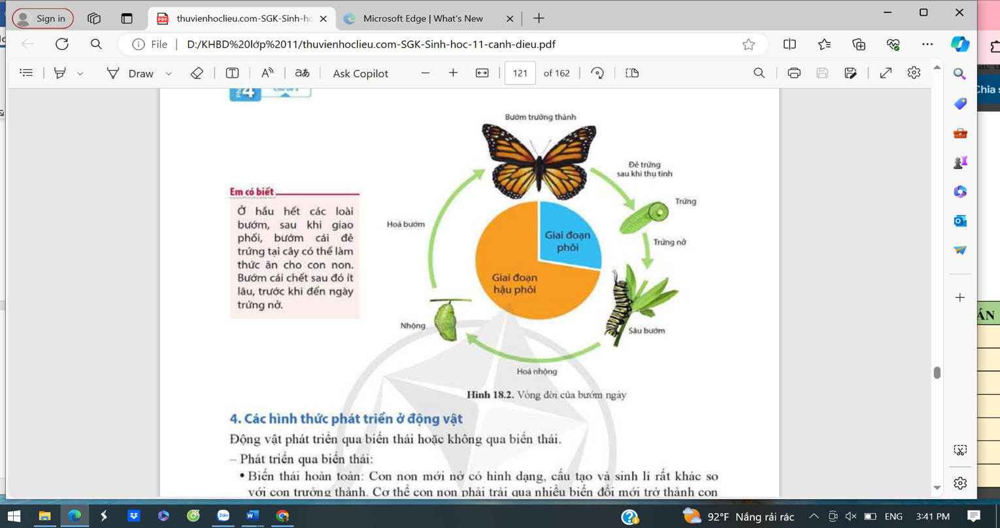 Sign in
thuvienhoclieu.com-SGK-Sinh-ho
Microsoft Edge | What's New
File
D:/KHBD%20lớp%2011/thuvienhoclieu.com-SGK-Sinh-hoc-11-canh-dieu.pdf
Draw
aあ
Ask Copilot
121
of 162
Chia s
4
Bướm trưởng thành
Đẻ trứng
sau khi thụ tinh
Trứng
Trứng nở
Sâu bướm
Hoá nhộng
Nhộng
Hoá bướm
Giai đoạn
phôi
Giai đoạn
hậu phôi
Em có biết
Ở hầu hết các loài
bướm, sau khi giao
phối, bướm cái đẻ
trứng tại cây có thể làm
thức ăn cho con non.
Bướm cái chết sau đó ít
lâu, trước khi đến ngày
trứng nở.
Hình 18.2. Vòng đời của bướm ngày
ÁN
4. Các hình thức phát triển ở động vật
Động vật phát triển qua biến thái hoặc không qua biến thái.
– Phát triển qua biến thái:
• Biến thái hoàn toàn: Con non mới nở có hình dạng, cấu tạo và sinh lí rất khác so
với con trưởng thành. Cơ thể con non phải trải qua nhiều biến đổi mới trở thành con
Zalo
92°F Nắng rải rác
ENG
3:41 PM